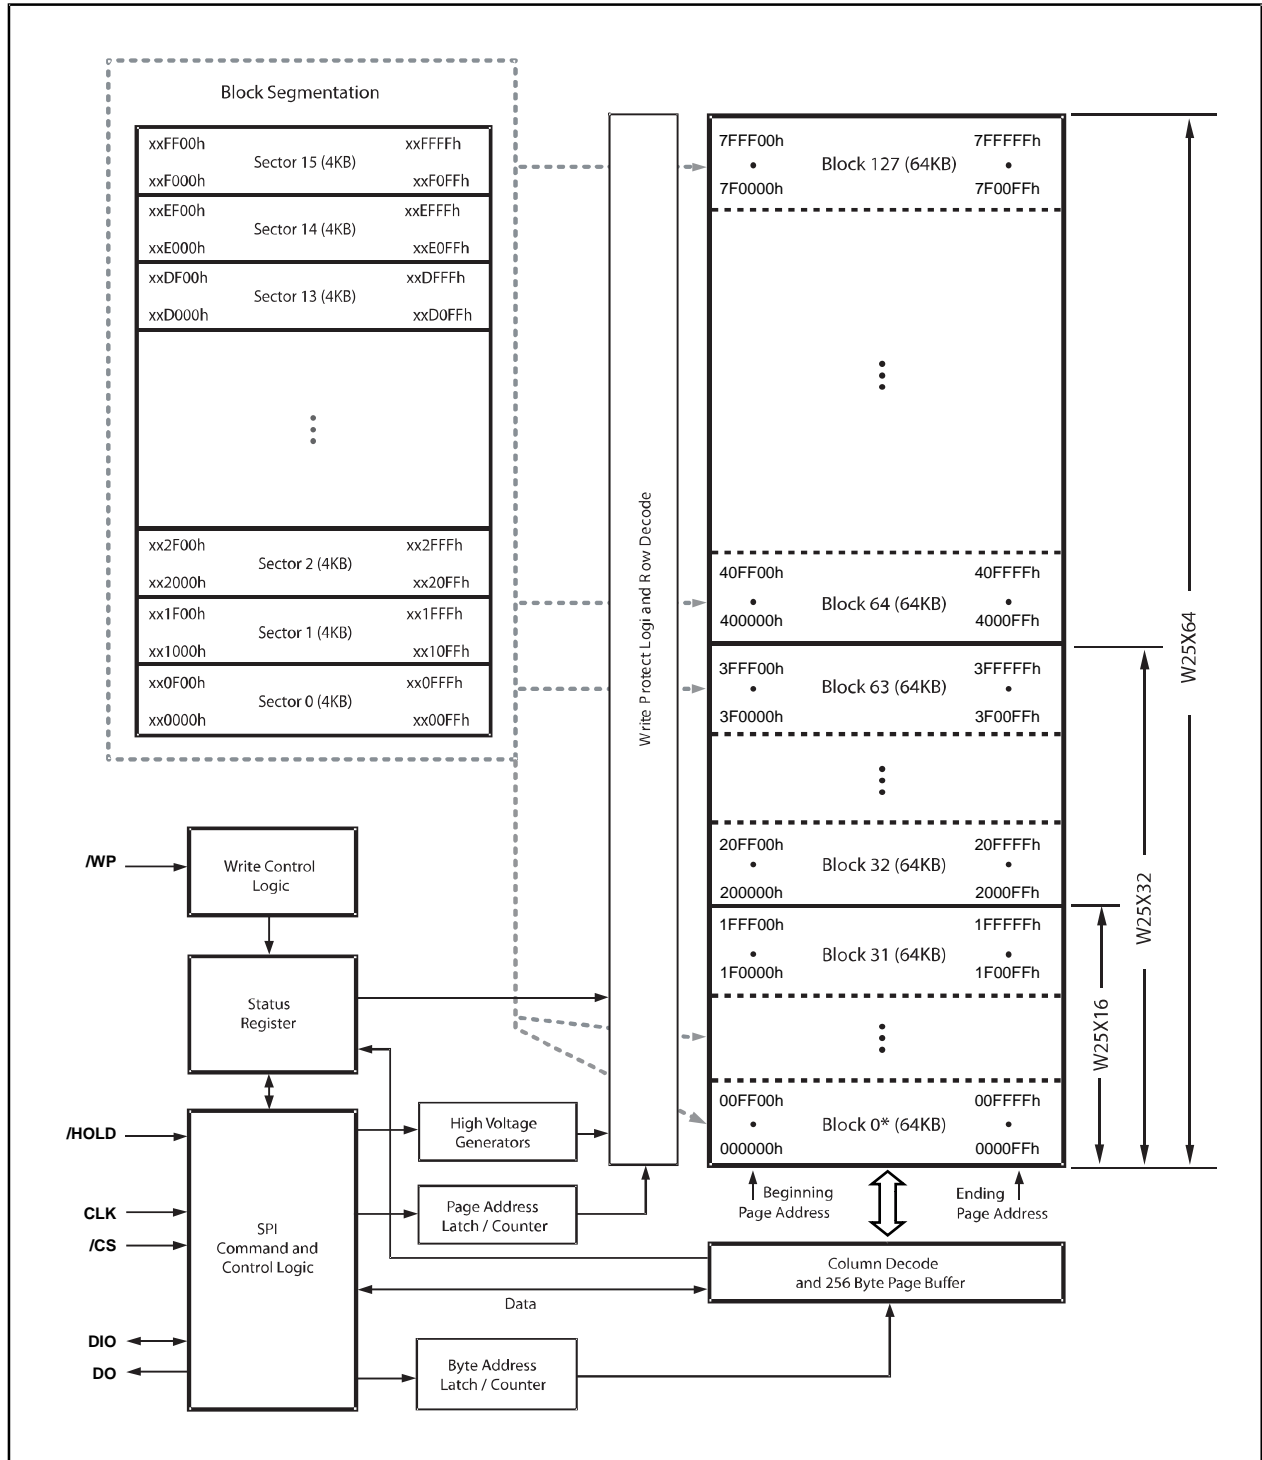 Block Segmentation
xxFF00h xxFFFFh
Sector 15 (4KB)
xxF000h xxF0FFh
xxEF00h xxEFFFh
Sector 14 (4KB)
xxE000h xxE0FFh
xxDF00h xxDFFFh
Sector 13 (4KB)
xxD000h xxD0FFh
xx2F00h xx2FFFh
Sector 2 (4KB)
xx2000h xx20FFh
xx1F00h xx1FFFh
Sector 1 (4KB)
xx1000h xx10FFh
xx0F00h xx0FFFh
Sector 0 (4KB)
xx0000h xx00FFh
Write Protect Logi and Row Decode
7FFF00h 7FFFFFh
Block 127 (64KB)
7F0000h 7F00FFh
40FF00h 40FFFFh
Block 64 (64KB)
400000h 4000FFh
3FFF00h 3FFFFFh
Block 63 (64KB)
3F0000h 3F00FFh
20FF00h 20FFFFh
Block 32 (64KB)
200000h 2000FFh
1FFF00h 1FFFFFh
Block 31 (64KB)
1F0000h 1F00FFh
00FF00h 00FFFFh
Block 0* (64KB)
000000h 0000FFh
W25X16
W25X32
W25X64
Beginning
Page Address
Ending
Page Address
/WP
Write Control
Logic
Status
Register
/HOLD
CLK
/CS
DIO
DO
SPI
Command and
Control Logic
High Voltage
Generators
Page Address
Latch / Counter
Data
Byte Address
Latch / Counter
Column Decode
and 256 Byte Page Buffer